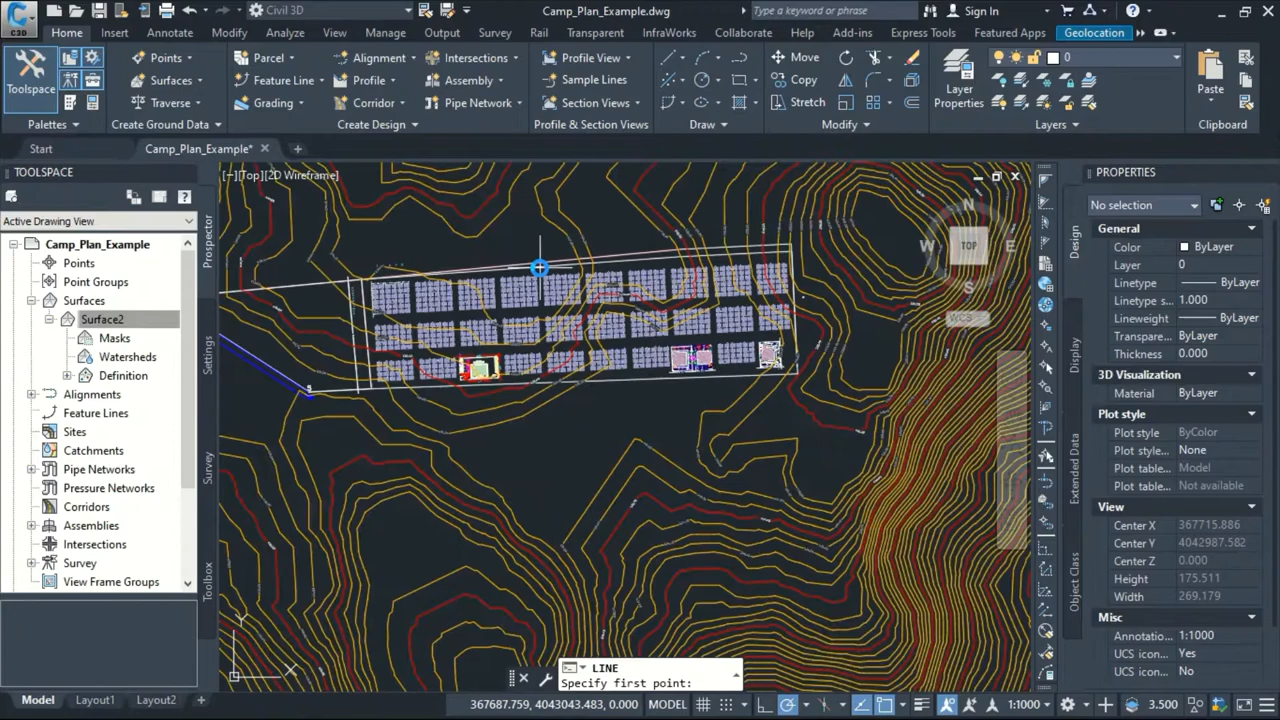 Civil 3D
Camp_Plan_Example.dwg
Type a keyword or phrase
Sign In
C3D
Home
Insert
Annotate
Modify
Analyze
View
Manage
Output
Survey
Rail
Transparent
InfraWorks
Collaborate
Help
Add-ins
Express Tools
Featured Apps
Geolocation
Toolspace
Points
Surfaces
Traverse
Parcel
Feature Line
Grading
Alignment
Profile
Corridor
Intersections
Assembly
Pipe Network
Profile View
Sample Lines
Section Views
Move
Copy
Stretch
Layer
Properties
0
Paste
Palettes
Create Ground Data
Create Design
Profile & Section Views
Draw
Modify
Layers
Clipboard
Start
Camp_Plan_Example*
TOOLSPACE
Active Drawing View
Camp_Plan_Example
Points
Point Groups
Surfaces
Surface2
Masks
Watersheds
Definition
Alignments
Feature Lines
Sites
Catchments
Pipe Networks
Pressure Networks
Corridors
Assemblies
Intersections
Survey
View Frame Groups
Prospector
Settings
Survey
Toolbox
[−][Top][2D Wireframe]
N
W
TOP
E
S
WCS
Y
X
LINE
Specify first point:
PROPERTIES
No selection
Design
Display
Extended Data
Object Class
General
Color
ByLayer
Layer
0
Linetype
ByLayer
Linetype s...
1.000
Lineweight
ByLayer
Transpare...
ByLayer
Thickness
0.000
3D Visualization
Material
ByLayer
Plot style
Plot style
ByColor
Plot style...
None
Plot table...
Model
Plot table...
Not available
View
Center X
367715.886
Center Y
4042987.582
Center Z
0.000
Height
175.511
Width
269.179
Misc
Annotatio...
1:1000
UCS icon...
Yes
UCS icon...
No
Model
Layout1
Layout2
367687.759, 4043043.483, 0.000
MODEL
1:1000
3.500